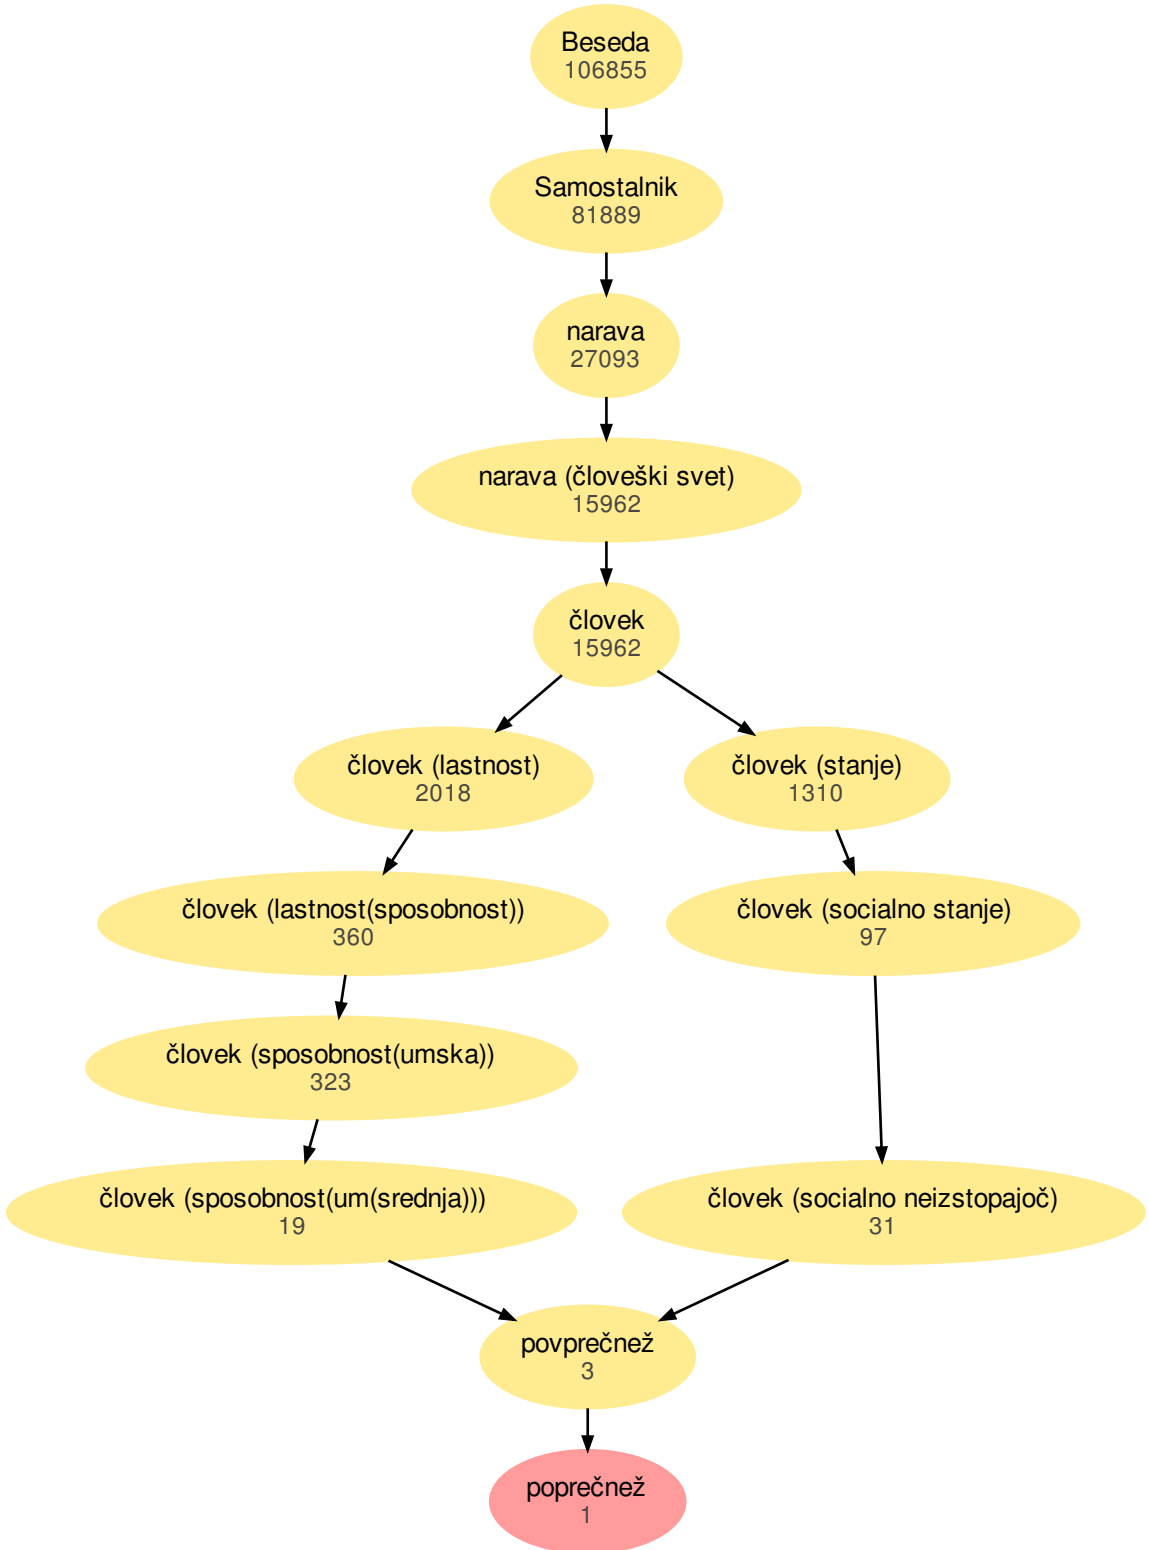 Beseda
106855
Samostalnik
81889
narava
27093
narava (človeški svet)
15962
človek
15962
človek (lastnost)
2018
človek (stanje)
1310
človek (lastnost(sposobnost))
360
človek (socialno stanje)
97
človek (sposobnost(umska))
323
človek (sposobnost(um(srednja)))
19
človek (socialno neizstopajoč)
31
povprečnež
3
poprečnež
1